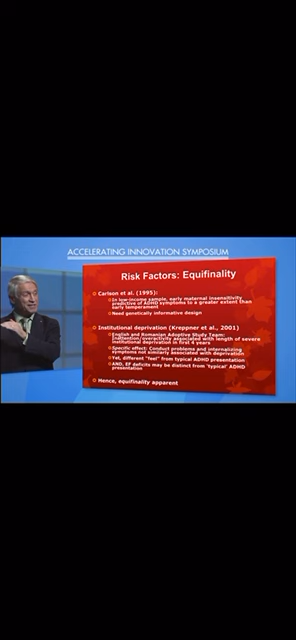 ACCELERATING INNOVATION SYMPOSIUM
Risk Factors: Equifinality
Carlson et al. (1995):
In low-income sample, early maternal insensitivity
predictive of ADHD symptoms to a greater extent than
early temperament
Need genetically informative design
Institutional deprivation (Kreppner et al., 2001)
English and Romanian Adoptive Study Team:
Inattention/overactivity associated with length of severe
institutional deprivation in first 4 years
Specific effect: Conduct problems and internalizing
symptoms not similarly associated with deprivation
Yet, different "feel" from typical ADHD presentation
AND, EF deficits may be distinct from 'typical' ADHD
presentation
Hence, equifinality apparent